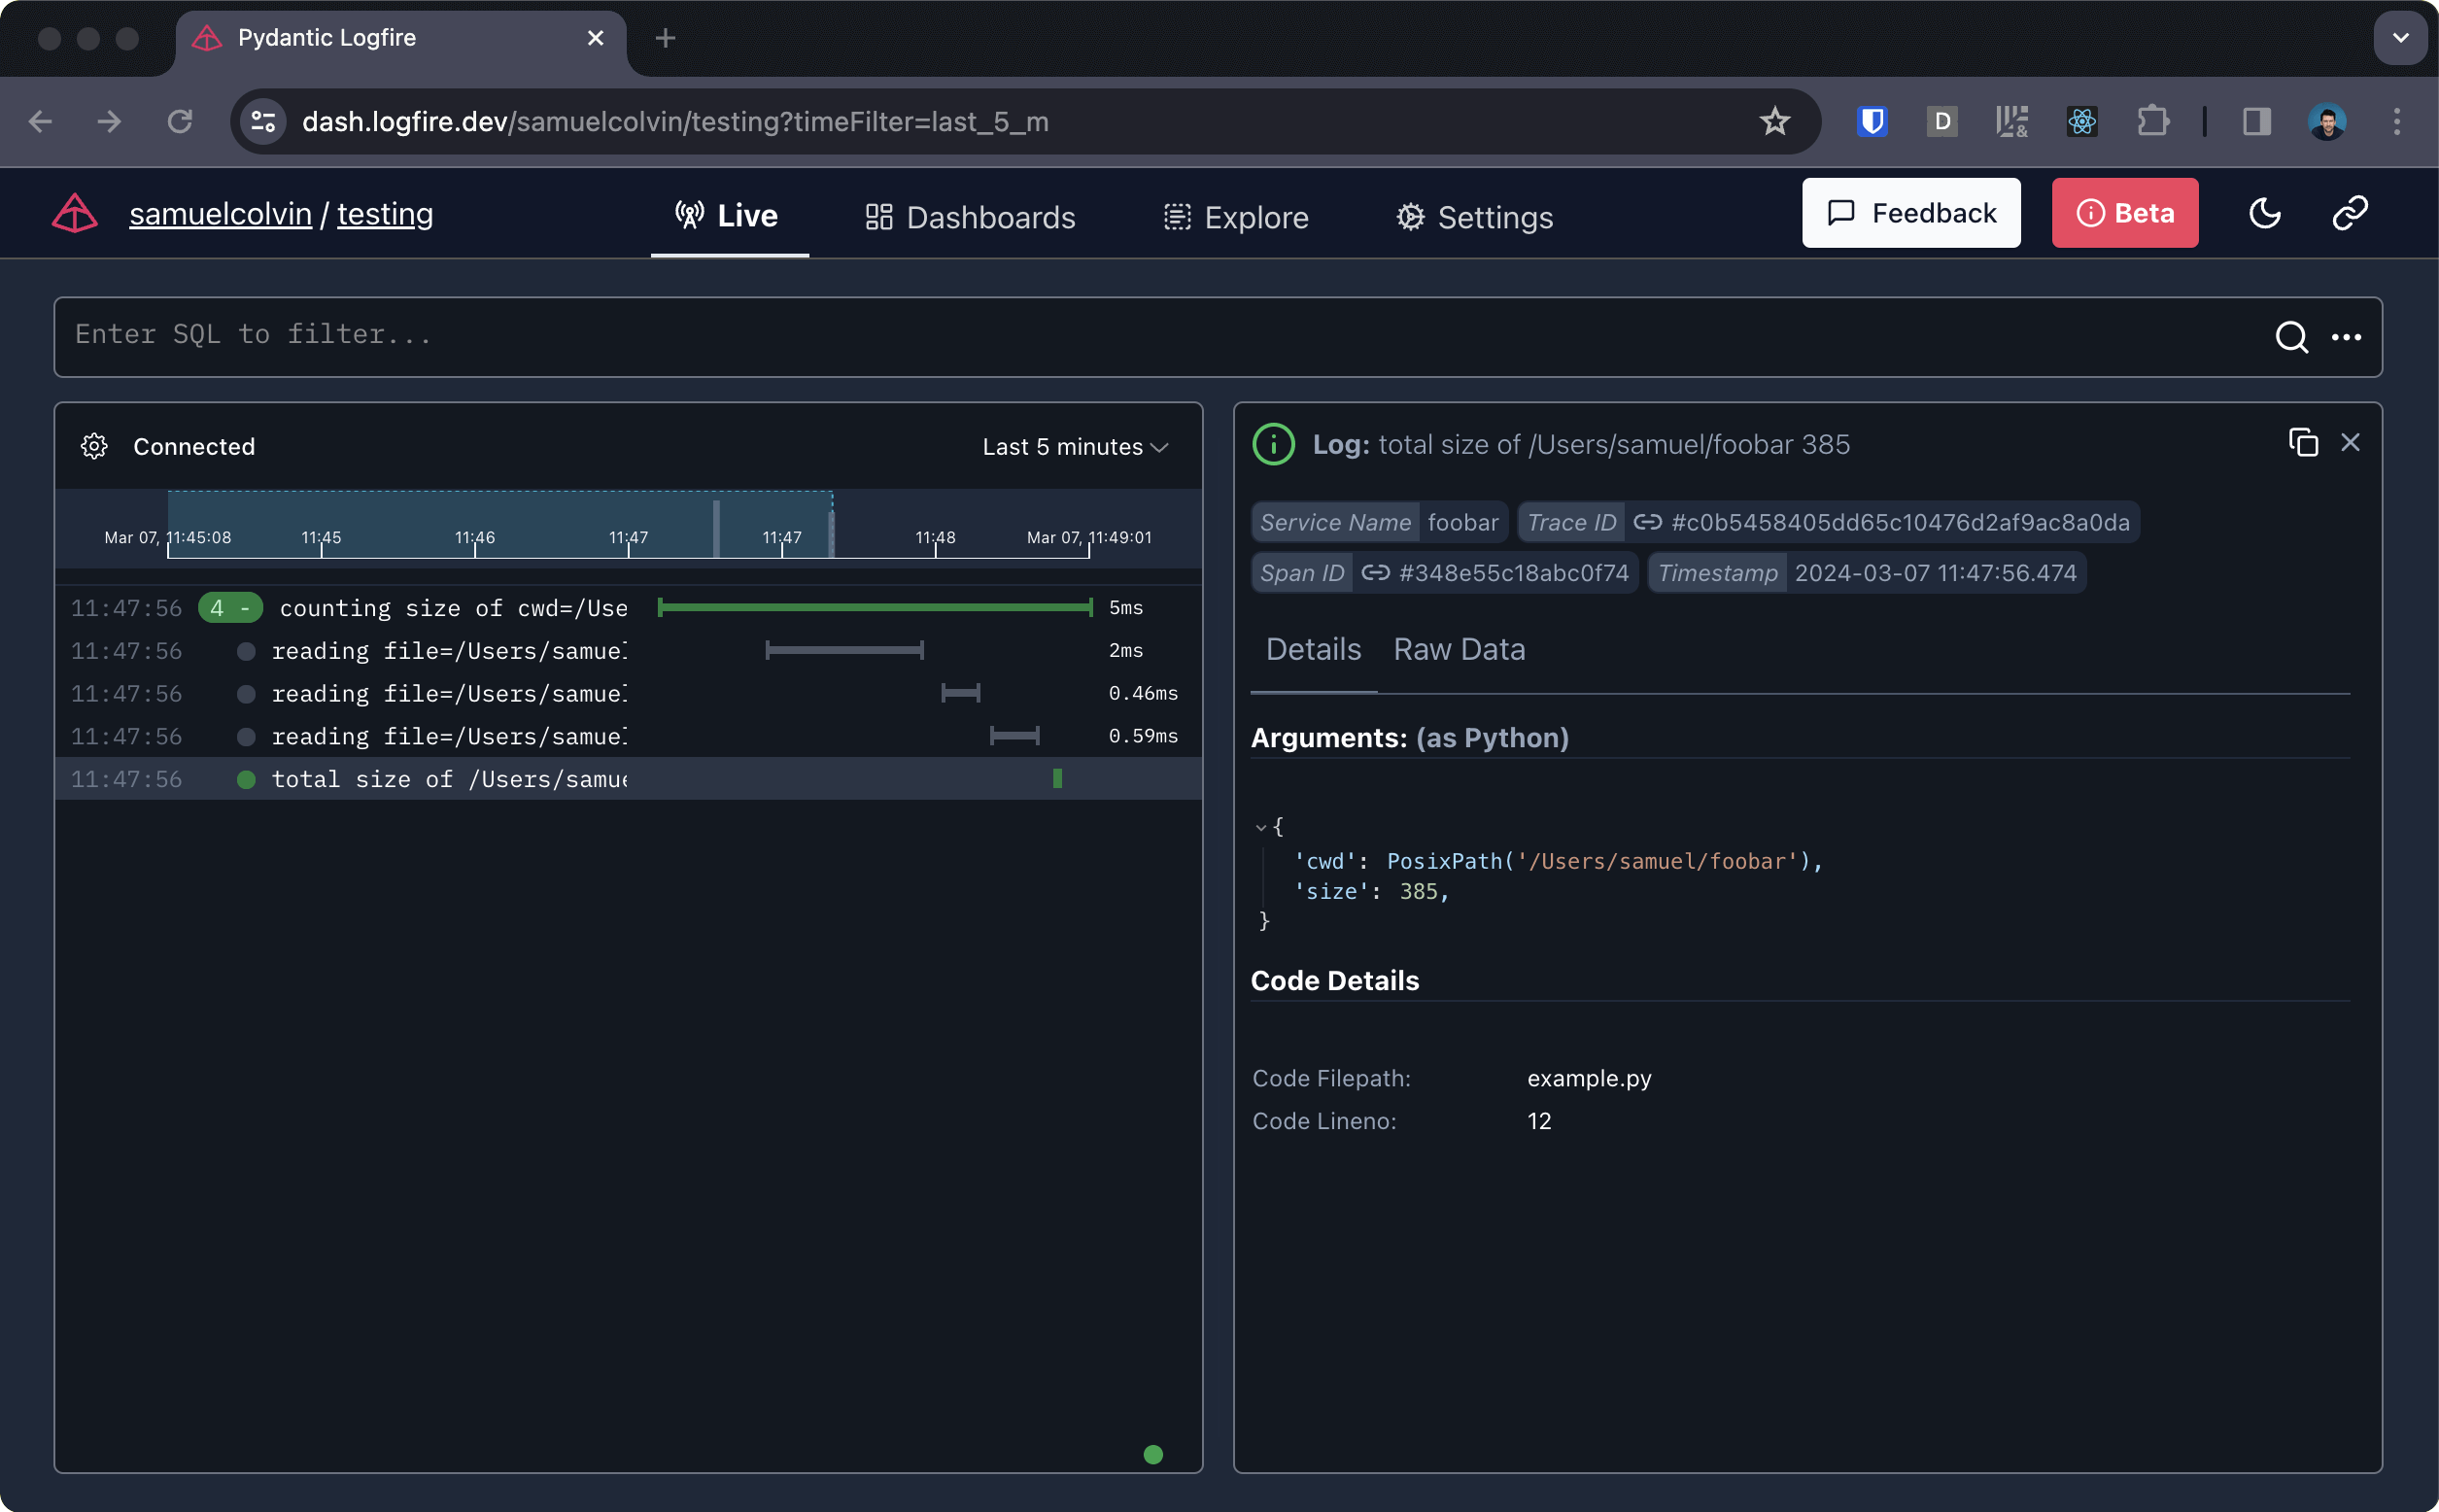 Pydantic Logfire
dash.logfire.dev/samuelcolvin/testing?timeFilter=last_5_m
D
&
samuelcolvin / testing
Live
Dashboards
Explore
Settings
Feedback
Beta
Enter SQL to filter...
Connected
Last 5 minutes
Mar 07, 11:45:08 11:45 11:46 11:47 11:47 11:48 Mar 07, 11:49:01
11:47:56 4 - counting size of cwd=/Use 5ms
11:47:56 reading file=/Users/samuel 2ms
11:47:56 reading file=/Users/samuel 0.46ms
11:47:56 reading file=/Users/samuel 0.59ms
11:47:56 total size of /Users/samue
Log: total size of /Users/samuel/foobar 385
Service Name foobar Trace ID #c0b5458405dd65c10476d2af9ac8a0da
Span ID #348e55c18abc0f74 Timestamp 2024-03-07 11:47:56.474
Details Raw Data
Arguments: (as Python)
{
'cwd': PosixPath('/Users/samuel/foobar'),
'size': 385,
}
Code Details
Code Filepath: example.py
Code Lineno: 12